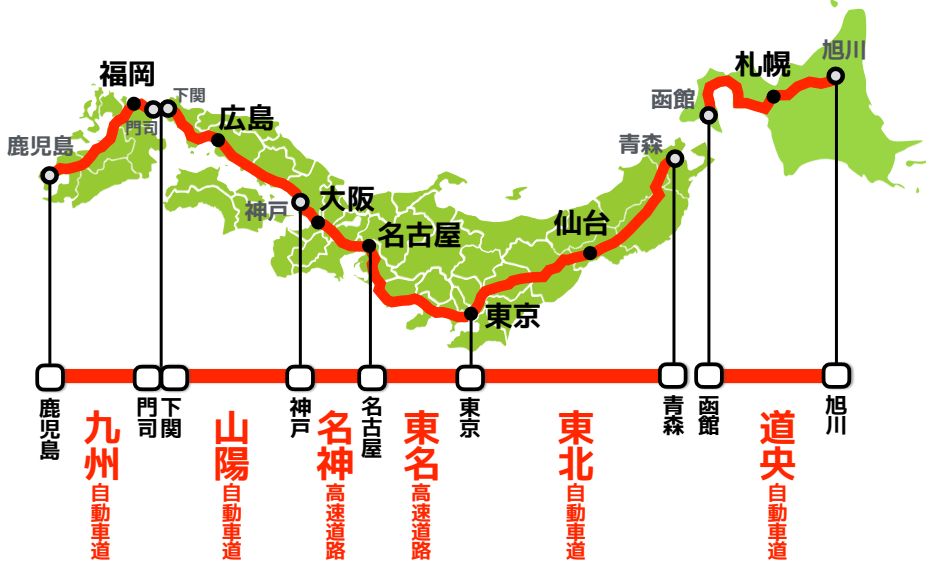 福岡
下関
門司
広島
鹿児島
神戸
大阪
名古屋
東京
仙台
青森
函館
札幌
旭川
鹿児島
門司
下関
神戸
名古屋
東京
青森
函館
旭川
九州自動車道
山陽自動車道
名神高速道路
東名高速道路
東北自動車道
道央自動車道